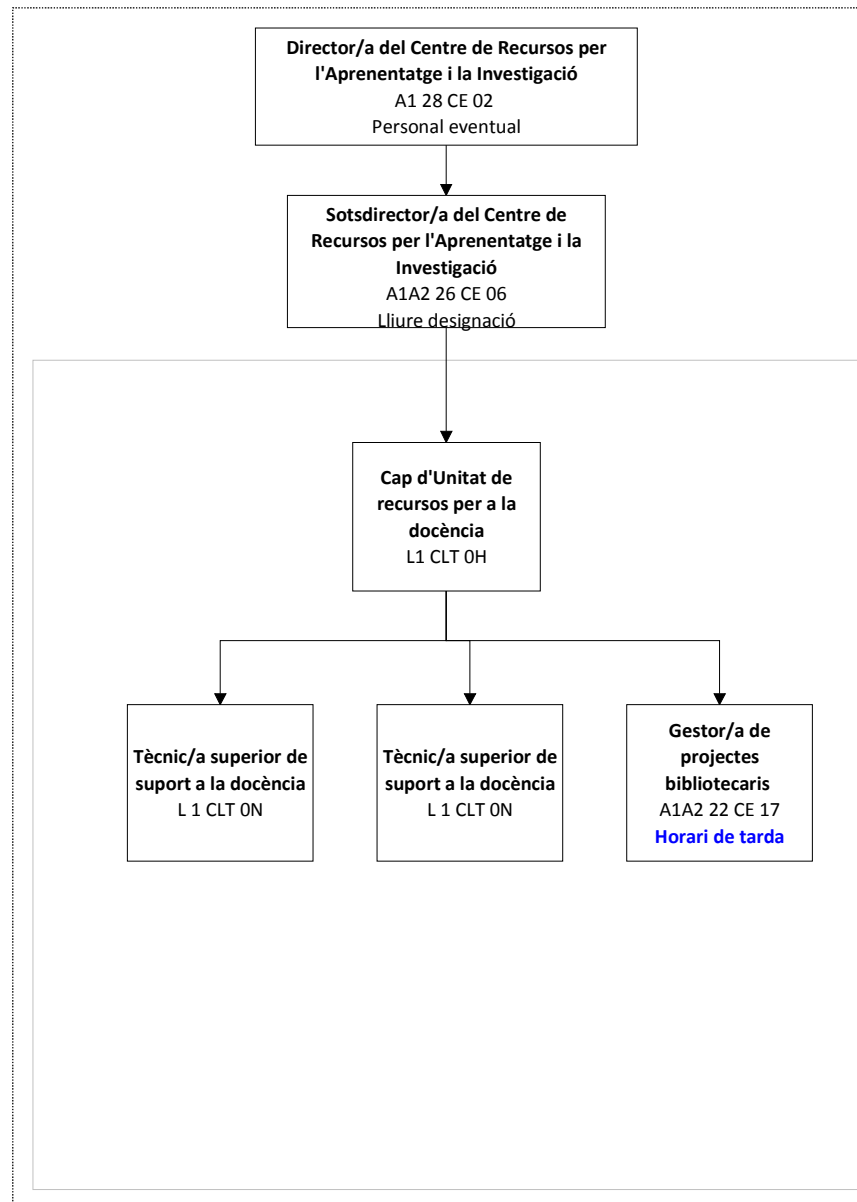 Director/a del Centre de Recursos per
l'Aprenentatge i la Investigació
A1 28 CE 02
Personal eventual
Sotsdirector/a del Centre de
Recursos per l'Aprenentatge i la
Investigació
A1A2 26 CE 06
Lliure designació
Cap d'Unitat de
recursos per a la
docència
L1 CLT 0H
Tècnic/a superior de
suport a la docència
L 1 CLT 0N
Tècnic/a superior de
suport a la docència
L 1 CLT 0N
Gestor/a de
projectes
bibliotecaris
A1A2 22 CE 17
Horari de tarda